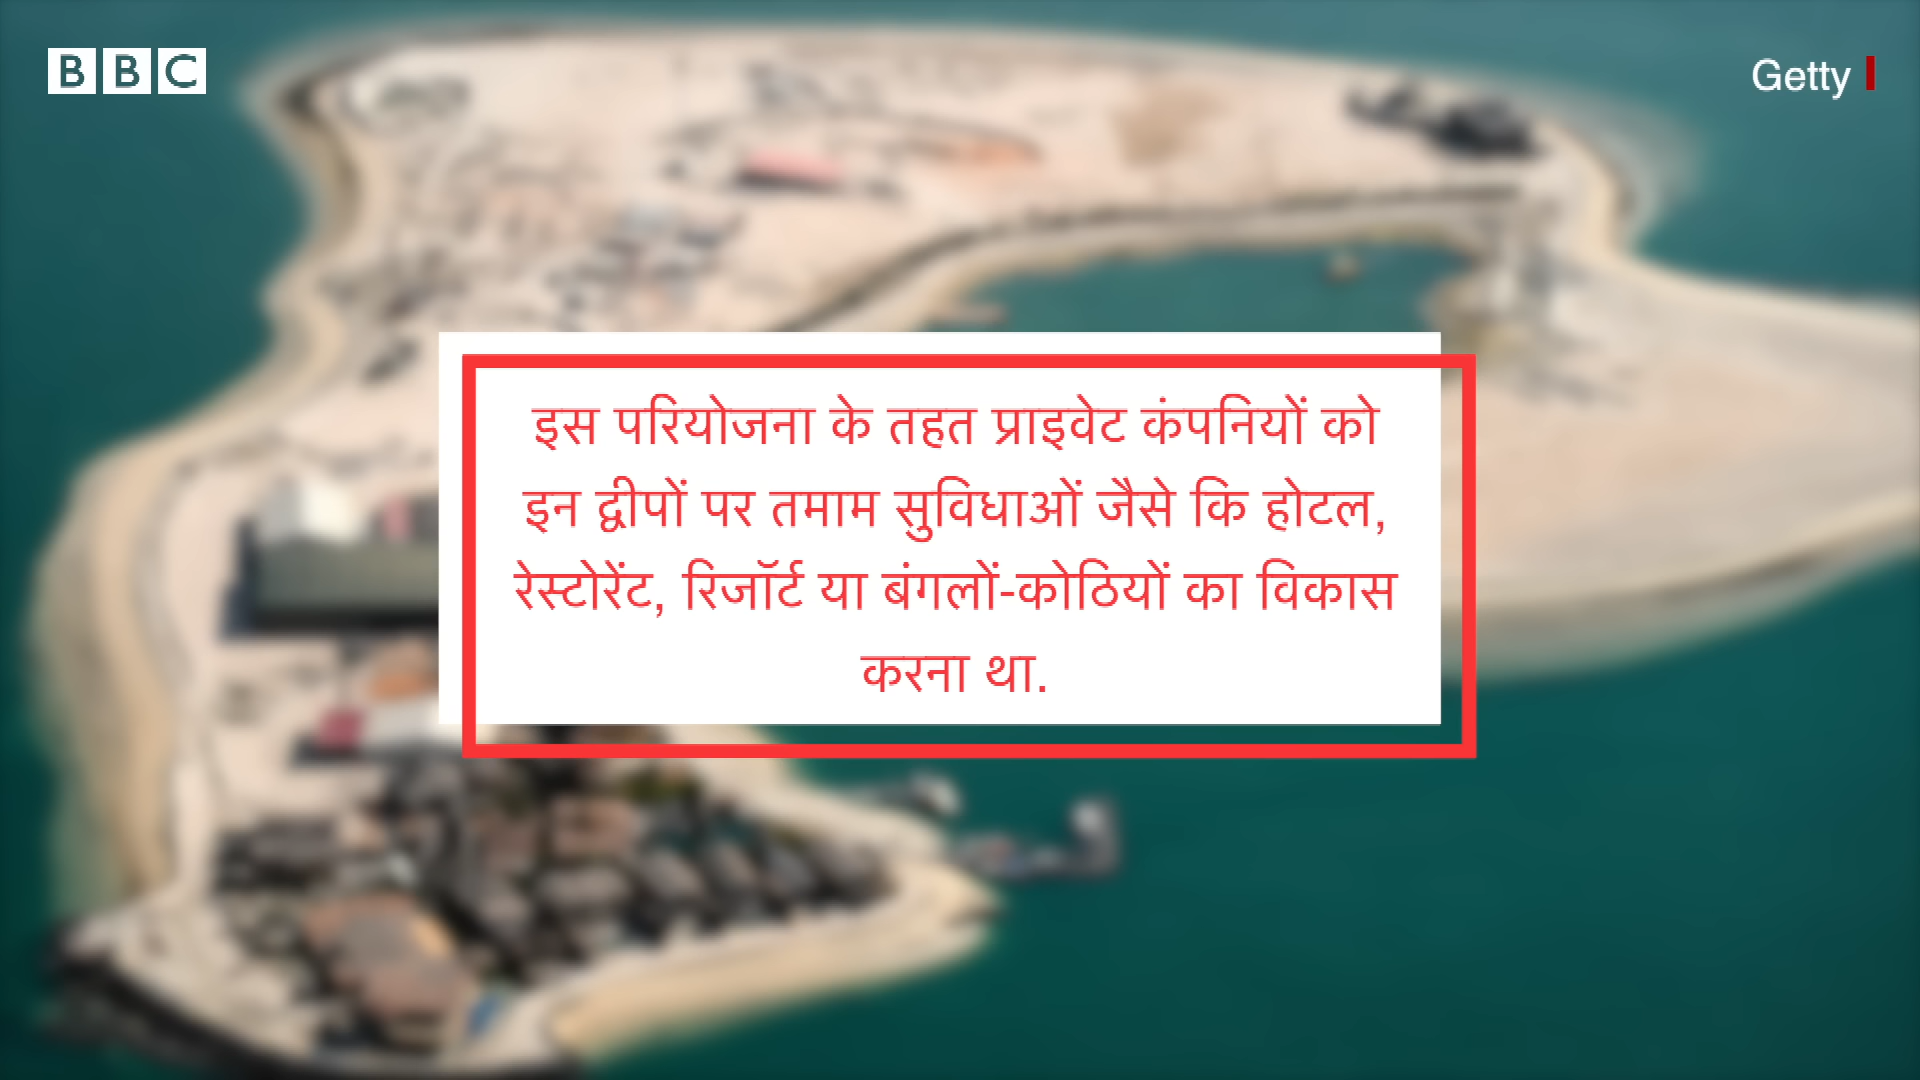 BBC
Getty
इस परियोजना के तहत प्राइवेट कंपनियों को
इन द्वीपों पर तमाम सुविधाओं जैसे कि होटल,
रेस्टोरेंट, रिजॉर्ट या बंगलों-कोठियों का विकास
करना था.